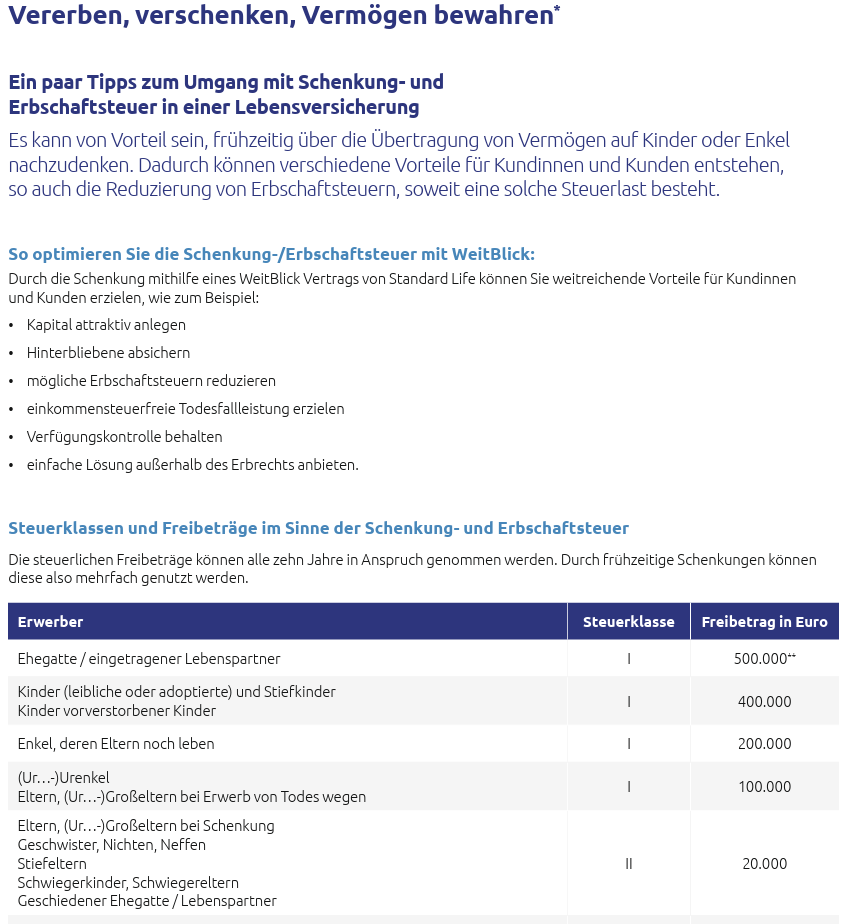 Vererben, verschenken, Vermögen bewahren*
Ein paar Tipps zum Umgang mit Schenkung- und
Erbschaftsteuer in einer Lebensversicherung
Es kann von Vorteil sein, frühzeitig über die Übertragung von Vermögen auf Kinder oder Enkel
nachzudenken. Dadurch können verschiedene Vorteile für Kundinnen und Kunden entstehen,
so auch die Reduzierung von Erbschaftsteuern, soweit eine solche Steuerlast besteht.
So optimieren Sie die Schenkung-/Erbschaftsteuer mit WeitBlick:
Durch die Schenkung mithilfe eines WeitBlick Vertrags von Standard Life können Sie weitreichende Vorteile für Kundinnen
und Kunden erzielen, wie zum Beispiel:
• Kapital attraktiv anlegen
• Hinterbliebene absichern
• mögliche Erbschaftsteuern reduzieren
• einkommensteuerfreie Todesfallleistung erzielen
• Verfügungskontrolle behalten
• einfache Lösung außerhalb des Erbrechts anbieten.
Steuerklassen und Freibeträge im Sinne der Schenkung- und Erbschaftsteuer
Die steuerlichen Freibeträge können alle zehn Jahre in Anspruch genommen werden. Durch frühzeitige Schenkungen können
diese also mehrfach genutzt werden.
Erwerber Steuerklasse Freibetrag in Euro
Ehegatte / eingetragener Lebenspartner I 500.000**
Kinder (leibliche oder adoptierte) und Stiefkinder
Kinder vorverstorbener Kinder I 400.000
Enkel, deren Eltern noch leben I 200.000
(Ur…-)Urenkel
Eltern, (Ur…-)Großeltern bei Erwerb von Todes wegen I 100.000
Eltern, (Ur…-)Großeltern bei Schenkung
Geschwister, Nichten, Neffen
Stiefeltern II 20.000
Schwiegerkinder, Schwiegereltern
Geschiedener Ehegatte / Lebenspartner